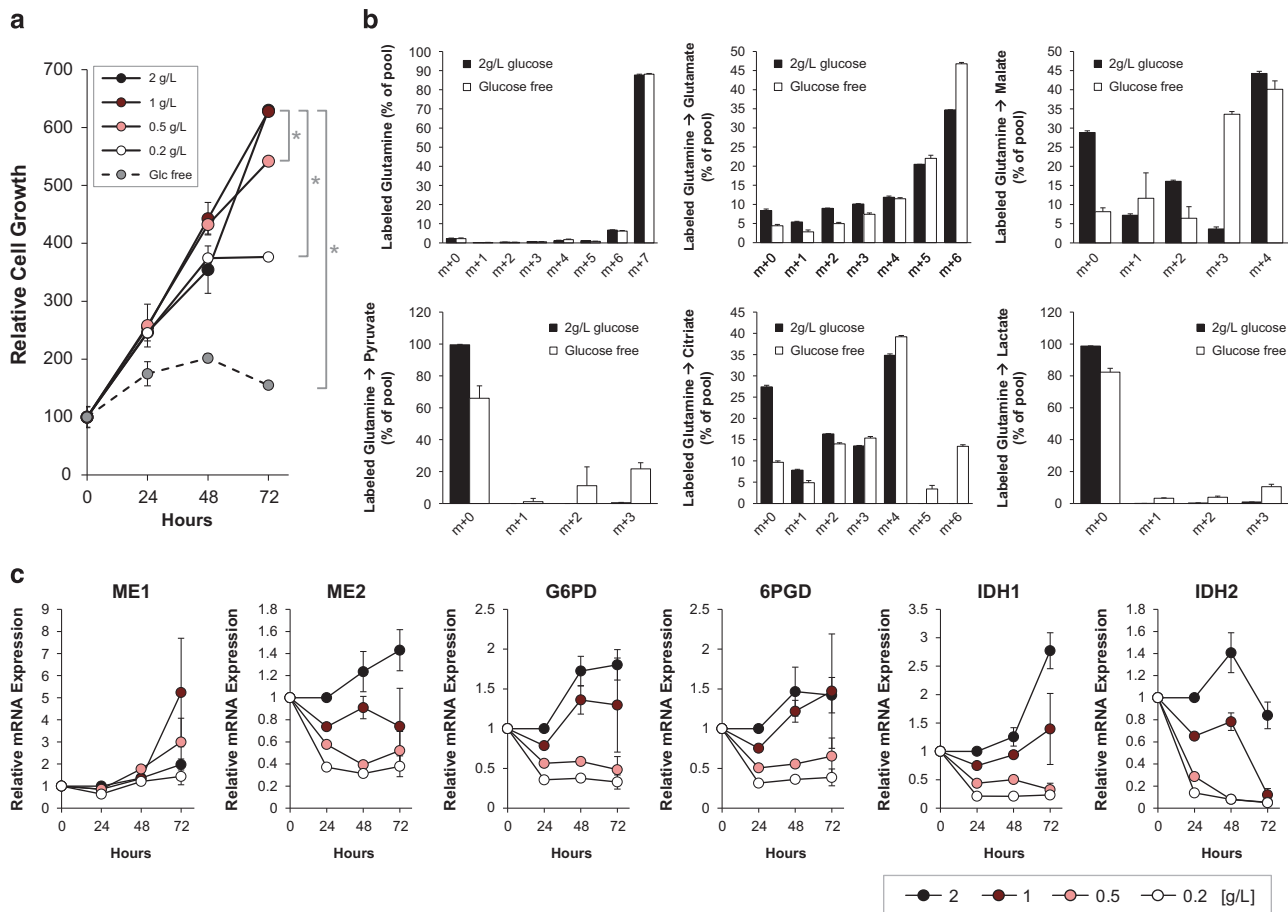 a
Relative Cell Growth
700
600
500
400
300
200
100
0
2 g/L
1 g/L
0.5 g/L
0.2 g/L
Glc free
*
*
*
0 24 48 72
Hours
b
Labeled Glutamine (% of pool)
100
90
80
70
60
50
40
30
20
10
0
2g/L glucose
Glucose free
m+0 m+1 m+2 m+3 m+4 m+5 m+6 m+7
Labeled Glutamine → Glutamate
(% of pool)
50
45
40
35
30
25
20
15
10
5
0
2g/L glucose
Glucose free
m+0 m+1 m+2 m+3 m+4 m+5 m+6
Labeled Glutamine → Malate
(% of pool)
50
45
40
35
30
25
20
15
10
5
0
2g/L glucose
Glucose free
m+0 m+1 m+2 m+3 m+4
Labeled Glutamine → Pyruvate
(% of pool)
120
100
80
60
40
20
0
2g/L glucose
Glucose free
m+0 m+1 m+2 m+3
Labeled Glutamine → Citriate
(% of pool)
45
40
35
30
25
20
15
10
5
0
2g/L glucose
Glucose free
m+0 m+1 m+2 m+3 m+4 m+5 m+6
Labeled Glutamine → Lactate
(% of pool)
120
100
80
60
40
20
0
2g/L glucose
Glucose free
m+0 m+1 m+2 m+3
c
ME1
Relative mRNA Expression
9
8
7
6
5
4
3
2
1
0
0 24 48 72
Hours
ME2
Relative mRNA Expression
1.8
1.6
1.4
1.2
1
0.8
0.6
0.4
0.2
0
0 24 48 72
Hours
G6PD
Relative mRNA Expression
2.5
2
1.5
1
0.5
0
0 24 48 72
Hours
6PGD
Relative mRNA Expression
2.5
2
1.5
1
0.5
0
0 24 48 72
Hours
IDH1
Relative mRNA Expression
3.5
3
2.5
2
1.5
1
0.5
0
0 24 48 72
Hours
IDH2
Relative mRNA Expression
1.8
1.6
1.4
1.2
1
0.8
0.6
0.4
0.2
0
0 24 48 72
Hours
2 1 0.5 0.2 [g/L]